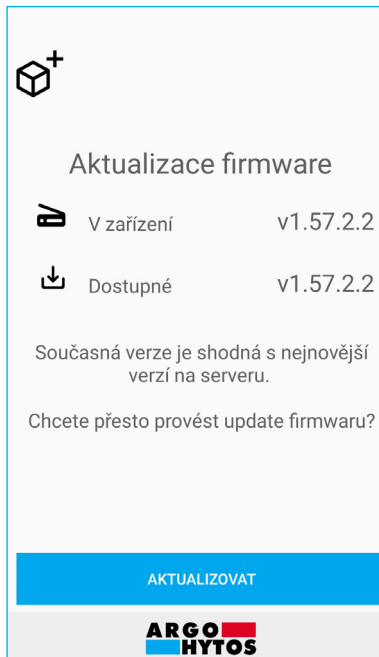 Aktualizace firmware
V zařízení v1.57.2.2
Dostupné v1.57.2.2
Současná verze je shodná s nejnovější
verzí na serveru.
Chcete přesto provést update firmwaru?
AKTUALIZOVAT
ARGO
HYTOS